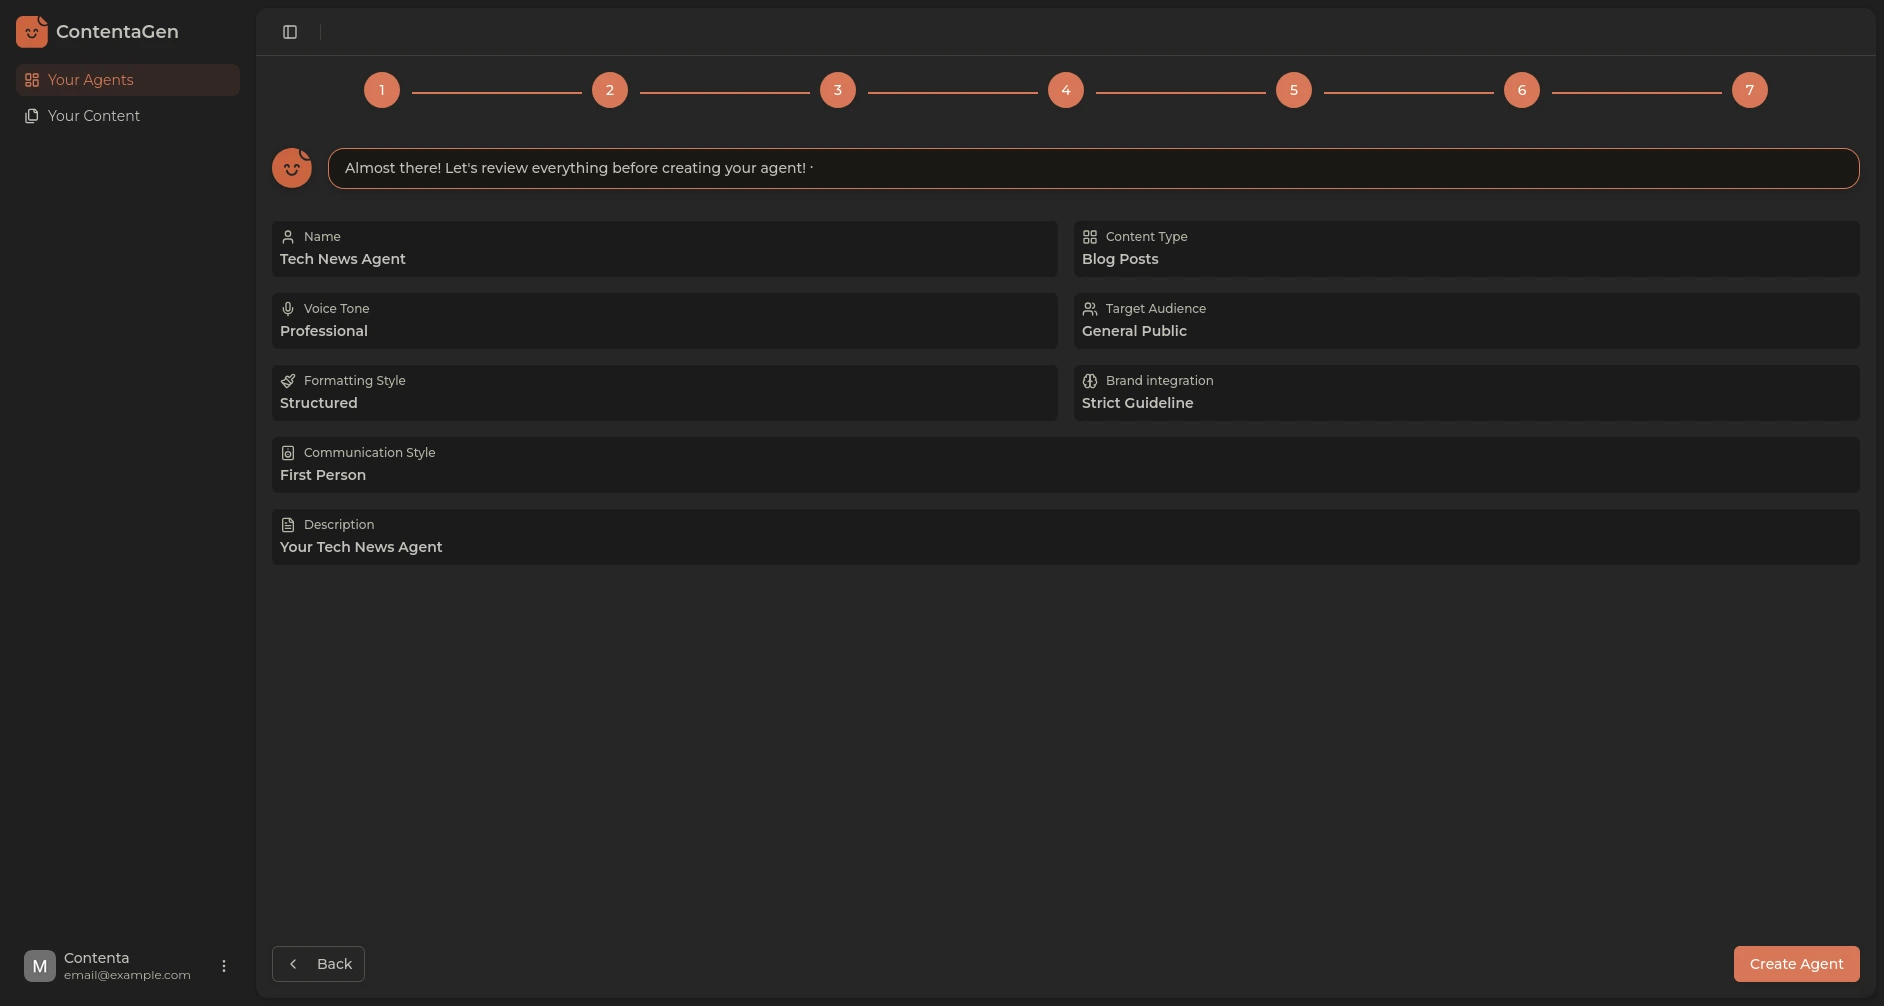 ContentaGen
Your Agents
Your Content
1 2 3 4 5 6 7
Almost there! Let's review everything before creating your agent!
Name
Tech News Agent
Content Type
Blog Posts
Voice Tone
Professional
Target Audience
General Public
Formatting Style
Structured
Brand integration
Strict Guideline
Communication Style
First Person
Description
Your Tech News Agent
M
Contenta
email@example.com
Back
Create Agent